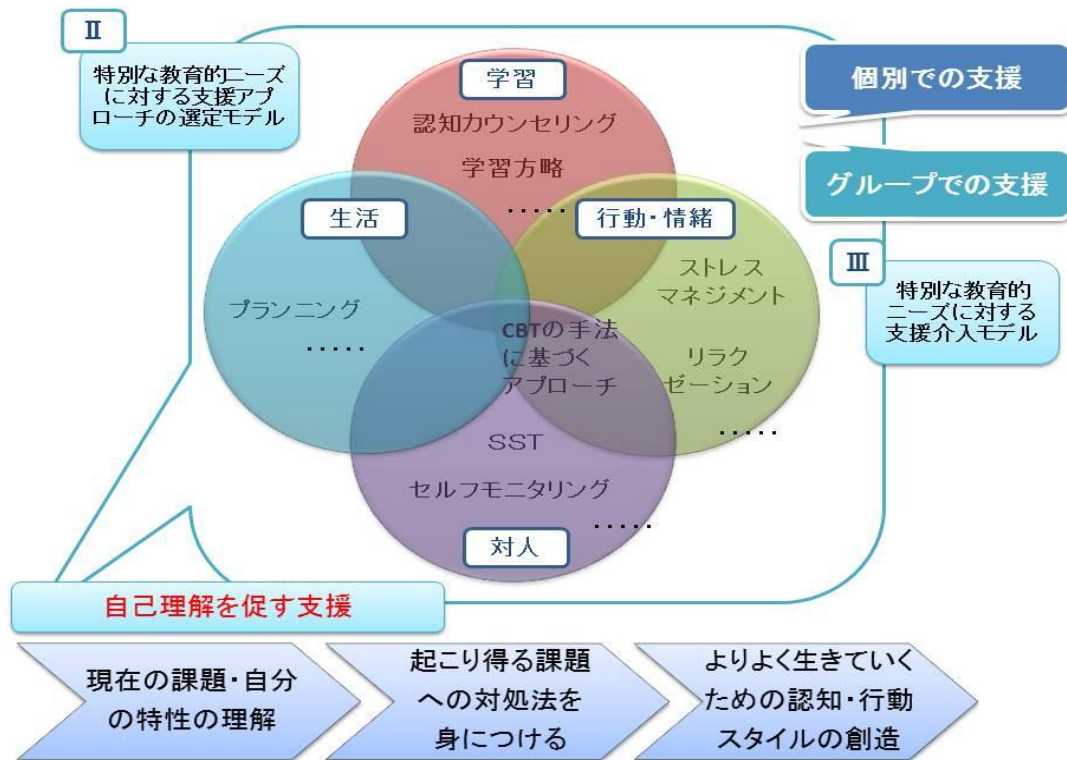 Ⅱ
特別な教育的ニーズ
に対する支援アプ
ローチの選定モデル
学習
認知カウンセリング
学習方略
.....
個別での支援
グループでの支援
生活
プランニング
.....
行動・情緒
ストレス
マネジメント
リラク
ゼーション
.....
Ⅲ
特別な教育的
ニーズに対する
支援介入モデル
CBTの手法
に基づく
アプローチ
SST
セルフモニタリング
.....
対人
自己理解を促す支援
現在の課題・自分
の特性の理解
起こり得る課題
への対処法を
身につける
よりよく生きていく
ための認知・行動
スタイルの創造